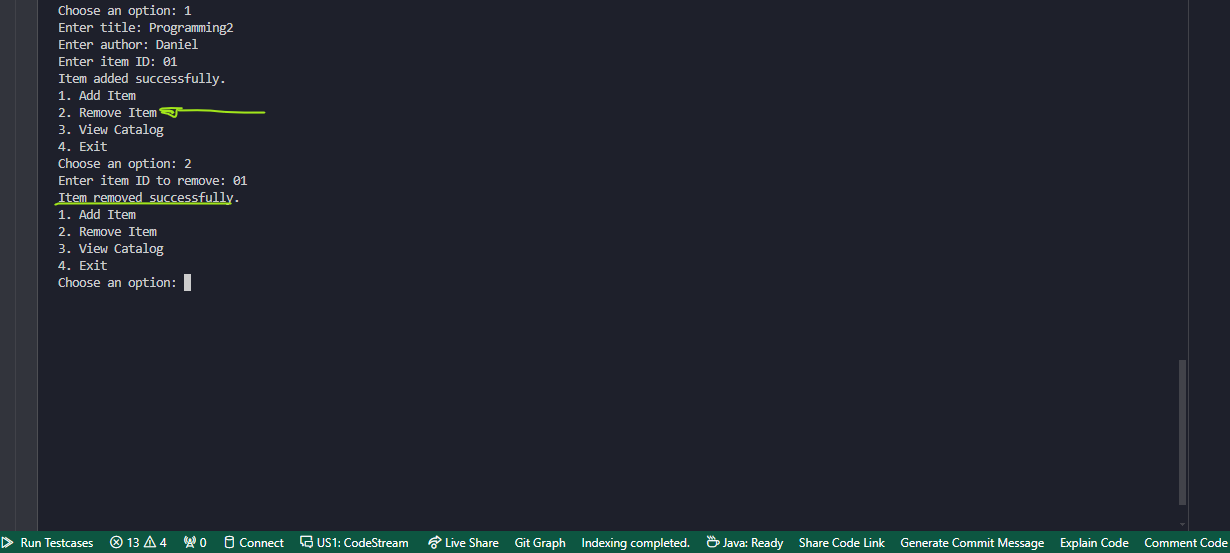 Choose an option: 1
Enter title: Programming2
Enter author: Daniel
Enter item ID: 01
Item added successfully.
1. Add Item
2. Remove Item
3. View Catalog
4. Exit
Choose an option: 2
Enter item ID to remove: 01
Item removed successfully.
1. Add Item
2. Remove Item
3. View Catalog
4. Exit
Choose an option:
Run Testcases 13 4 0 Connect US1: CodeStream Live Share Git Graph Indexing completed. Java: Ready Share Code Link Generate Commit Message Explain Code Comment Code